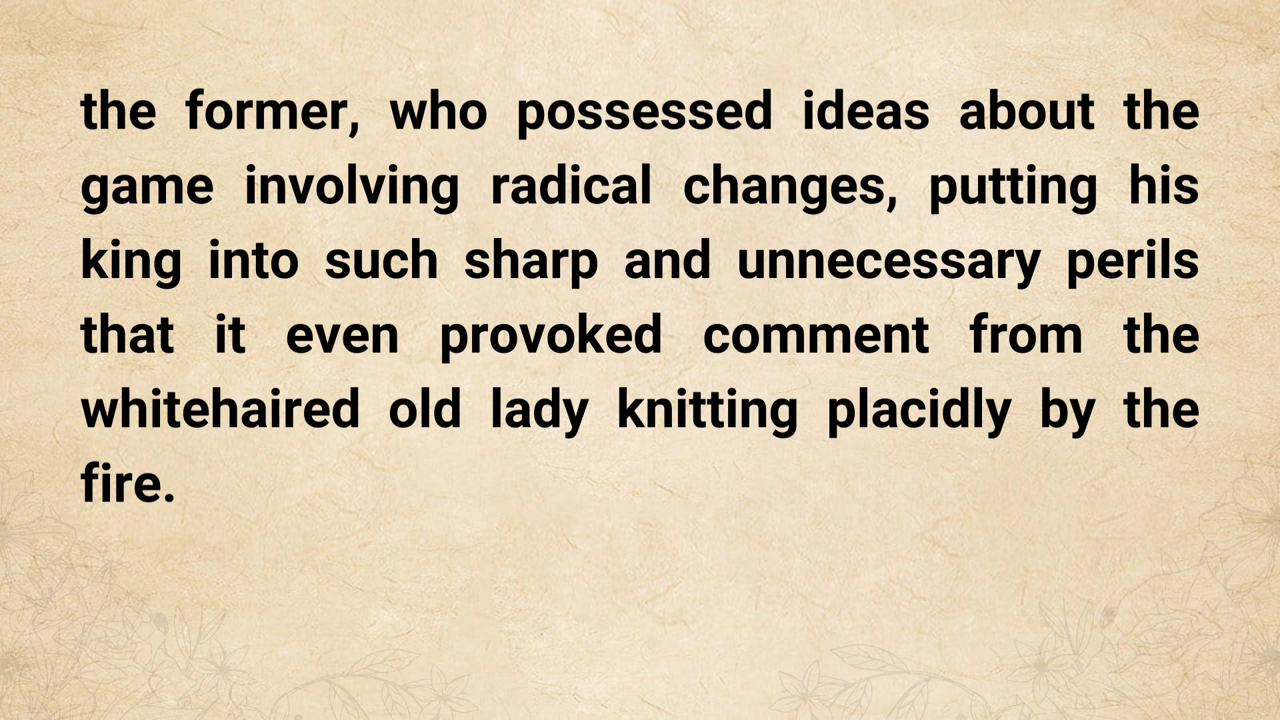 the former, who possessed ideas about the
game involving radical changes, putting his
king into such sharp and unnecessary perils
that it even provoked comment from the
whitehaired old lady knitting placidly by the
fire.